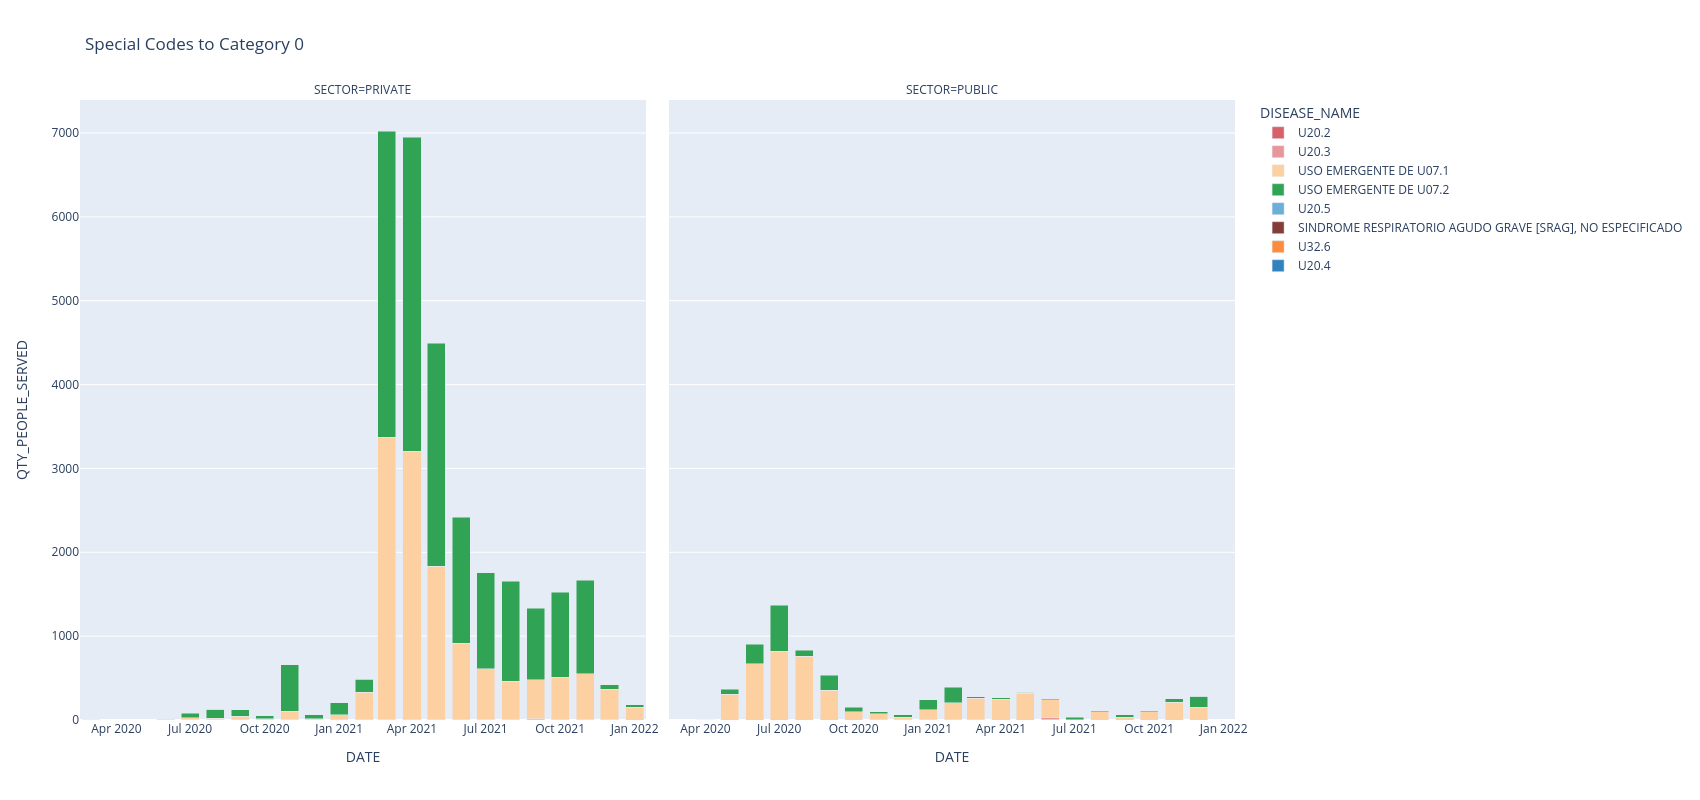 Special Codes to Category 0
SECTOR=PRIVATE
SECTOR=PUBLIC
QTY_PEOPLE_SERVED
7000
6000
5000
4000
3000
2000
1000
0
Apr 2020 Jul 2020 Oct 2020 Jan 2021 Apr 2021 Jul 2021 Oct 2021 Jan 2022
DATE
Apr 2020 Jul 2020 Oct 2020 Jan 2021 Apr 2021 Jul 2021 Oct 2021 Jan 2022
DATE
DISEASE_NAME
U20.2
U20.3
USO EMERGENTE DE U07.1
USO EMERGENTE DE U07.2
U20.5
SINDROME RESPIRATORIO AGUDO GRAVE [SRAG], NO ESPECIFICADO
U32.6
U20.4